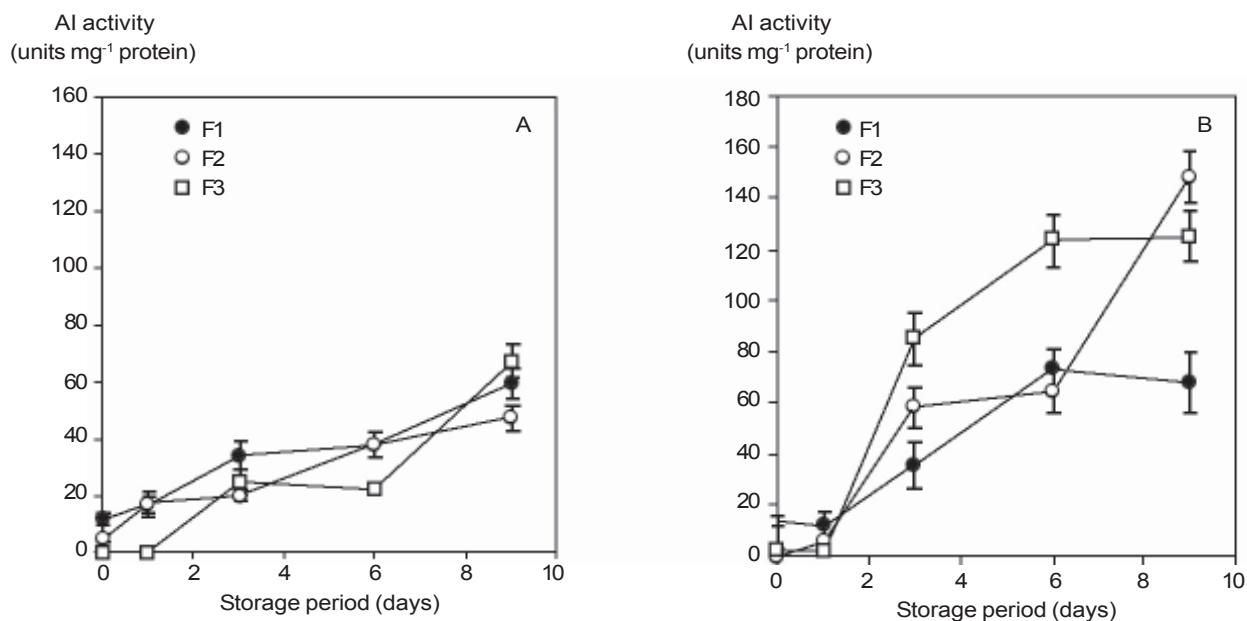 AI activity
(units mg⁻¹ protein)
160
140
120
100
80
60
40
20
0
F1
F2
F3
A
0 2 4 6 8 10
Storage period (days)
AI activity
(units mg⁻¹ protein)
180
160
140
120
100
80
60
40
20
0
F1
F2
F3
B
0 2 4 6 8 10
Storage period (days)